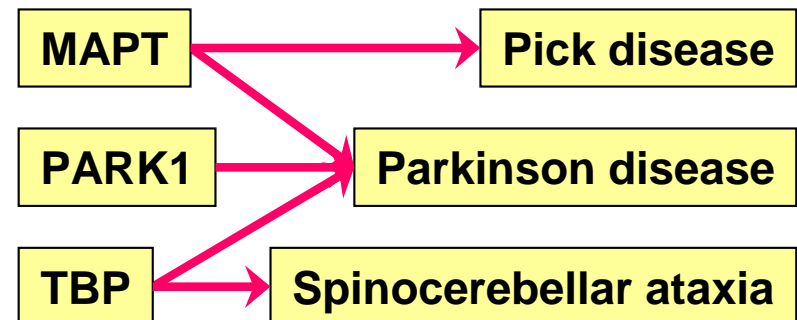 MAPT
Pick disease
PARK1
Parkinson disease
TBP
Spinocerebellar ataxia